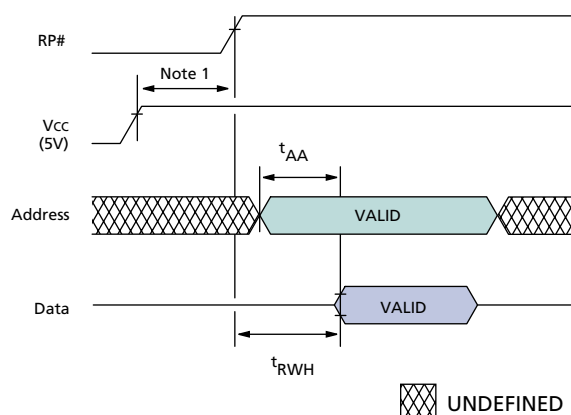 RP#
Note 1
Vcc
(5V)
tAA
Address
VALID
Data
VALID
tRWH
UNDEFINED